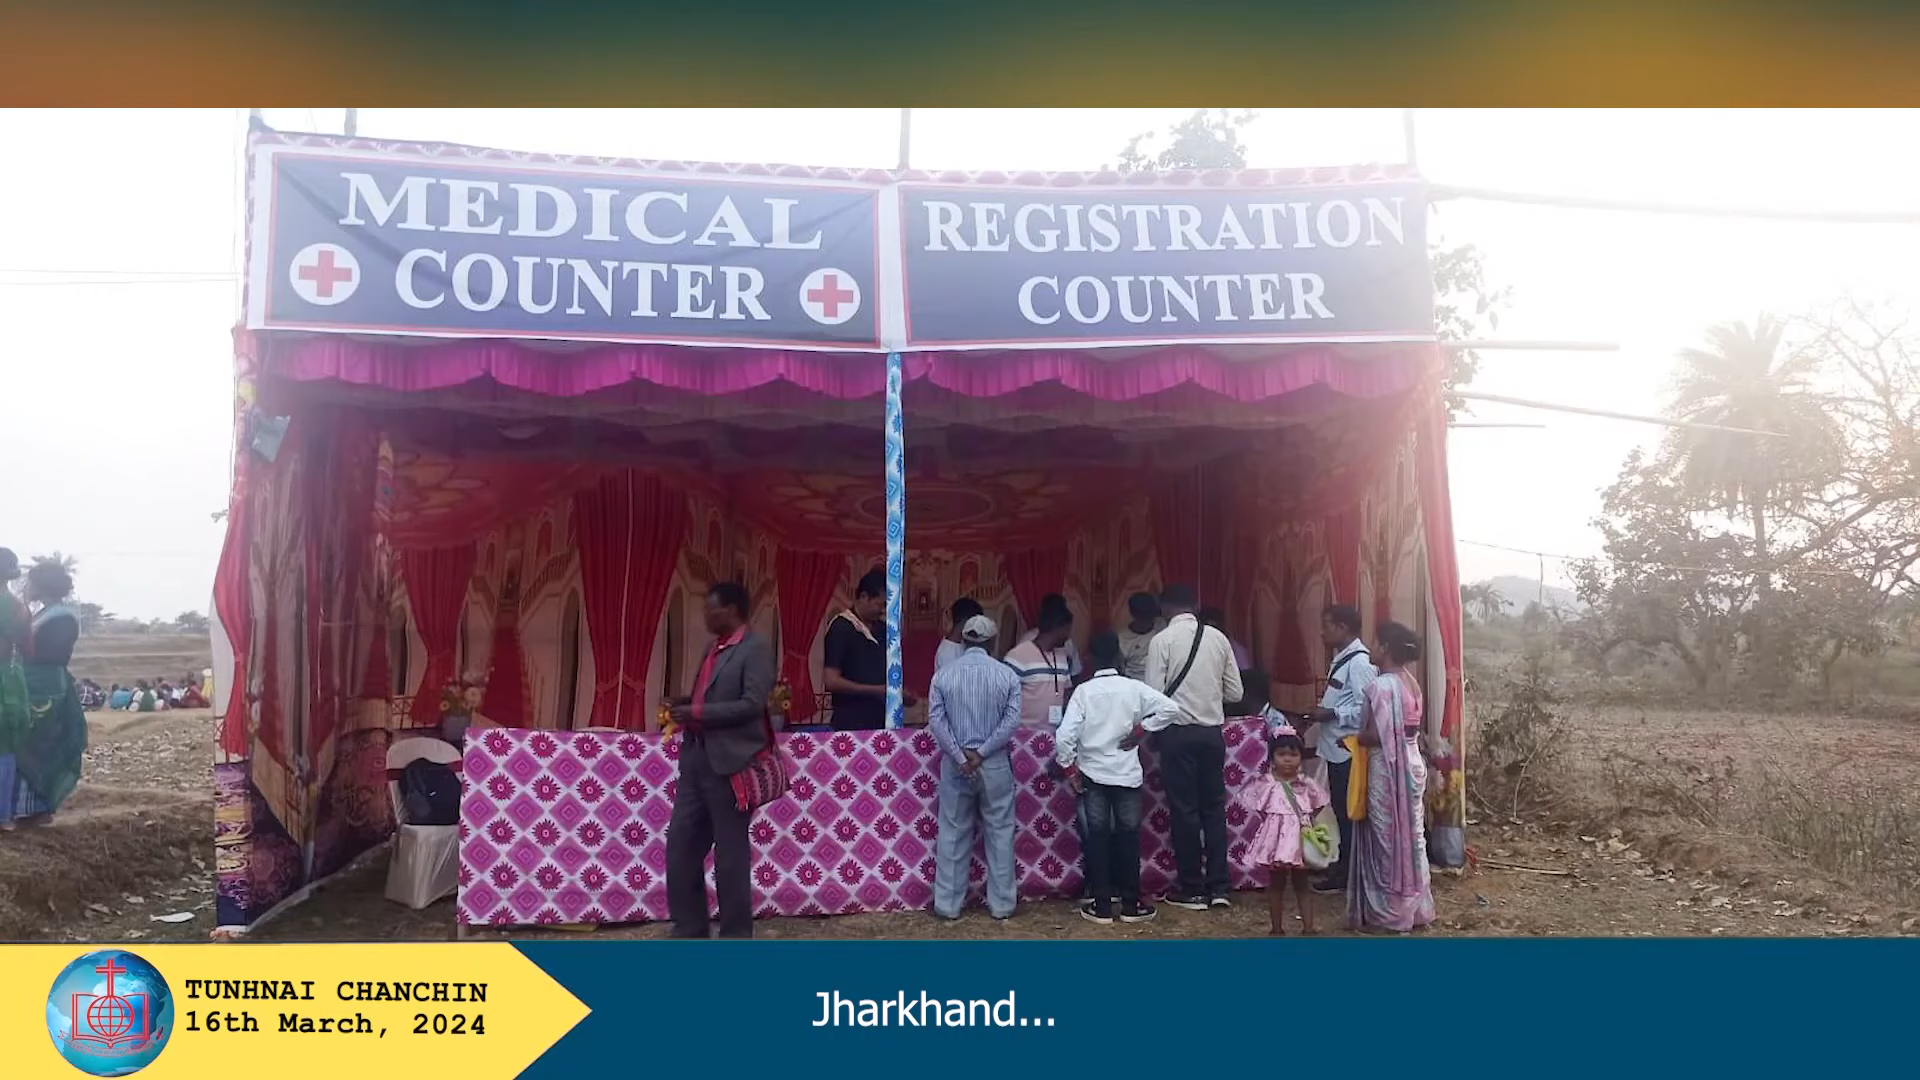 MEDICAL
COUNTER
REGISTRATION
COUNTER
TUNHNAI CHANCHIN
16th March, 2024
Jharkhand...